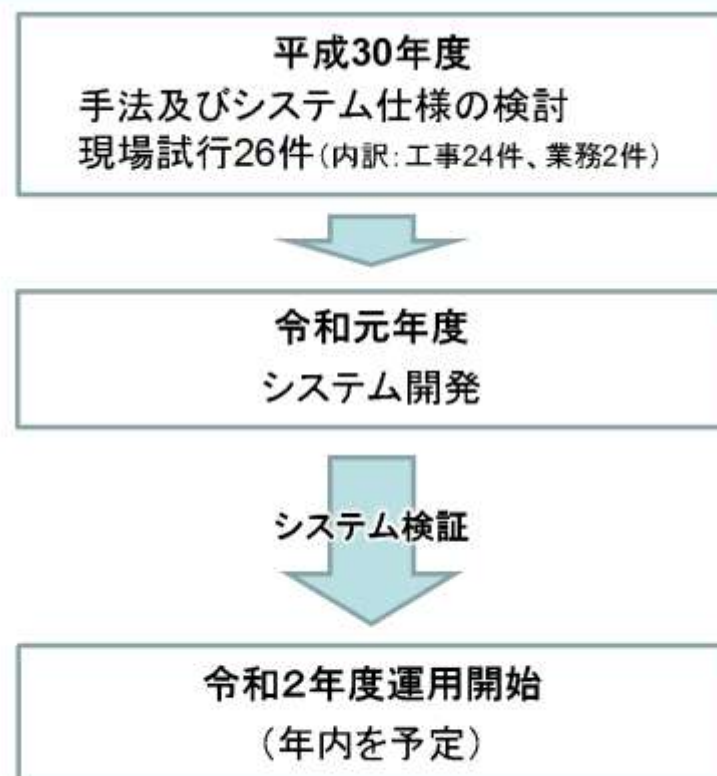 平成30年度
手法及びシステム仕様の検討
現場試行26件(内訳:工事24件、業務2件)
令和元年度
システム開発
システム検証
令和2年度運用開始
(年内を予定)